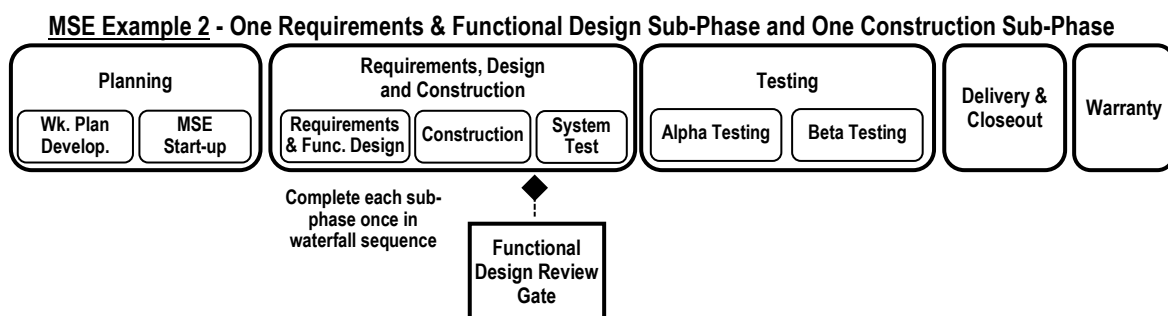 MSE Example 2 - One Requirements & Functional Design Sub-Phase and One Construction Sub-Phase
Planning
Wk. Plan
Develop.
MSE
Start-up
Requirements, Design
and Construction
Requirements
& Func. Design
Construction
System
Test
Testing
Alpha Testing
Beta Testing
Delivery &
Closeout
Warranty
Complete each sub-
phase once in
waterfall sequence
Functional
Design Review
Gate